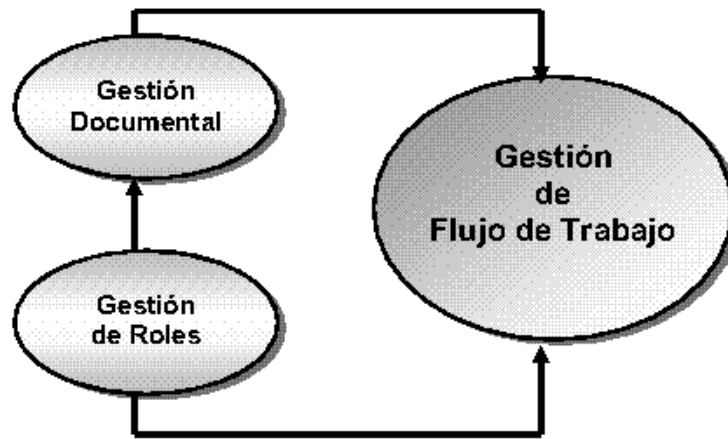 Gestión
Documental
Gestión
de
Flujo de Trabajo
Gestión
de Roles